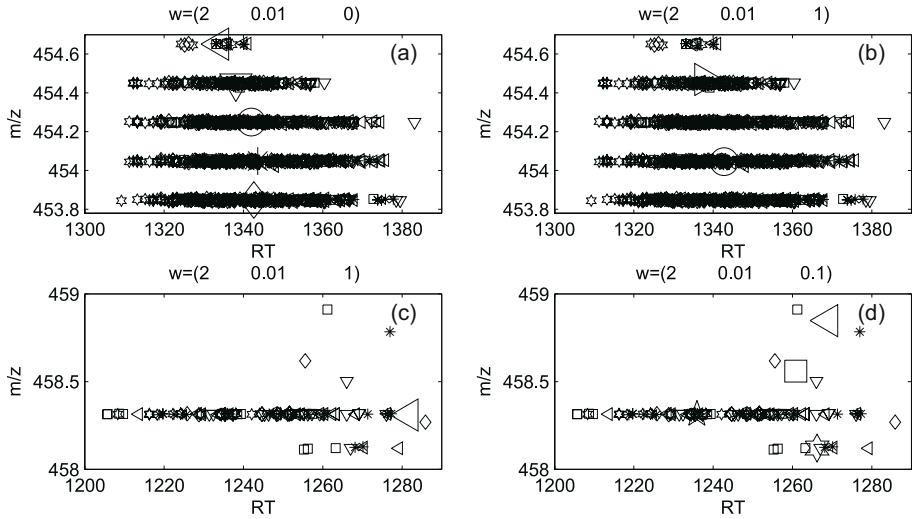 w=(2 0.01 0)
(a)
454.6
454.4
454.2
454
453.8
m/z
1300 1320 1340 1360 1380
RT
w=(2 0.01 1)
(b)
454.6
454.4
454.2
454
453.8
m/z
1300 1320 1340 1360 1380
RT
w=(2 0.01 1)
(c)
459
458.5
458
m/z
1200 1220 1240 1260 1280
RT
w=(2 0.01 0.1)
(d)
459
458.5
458
m/z
1200 1220 1240 1260 1280
RT